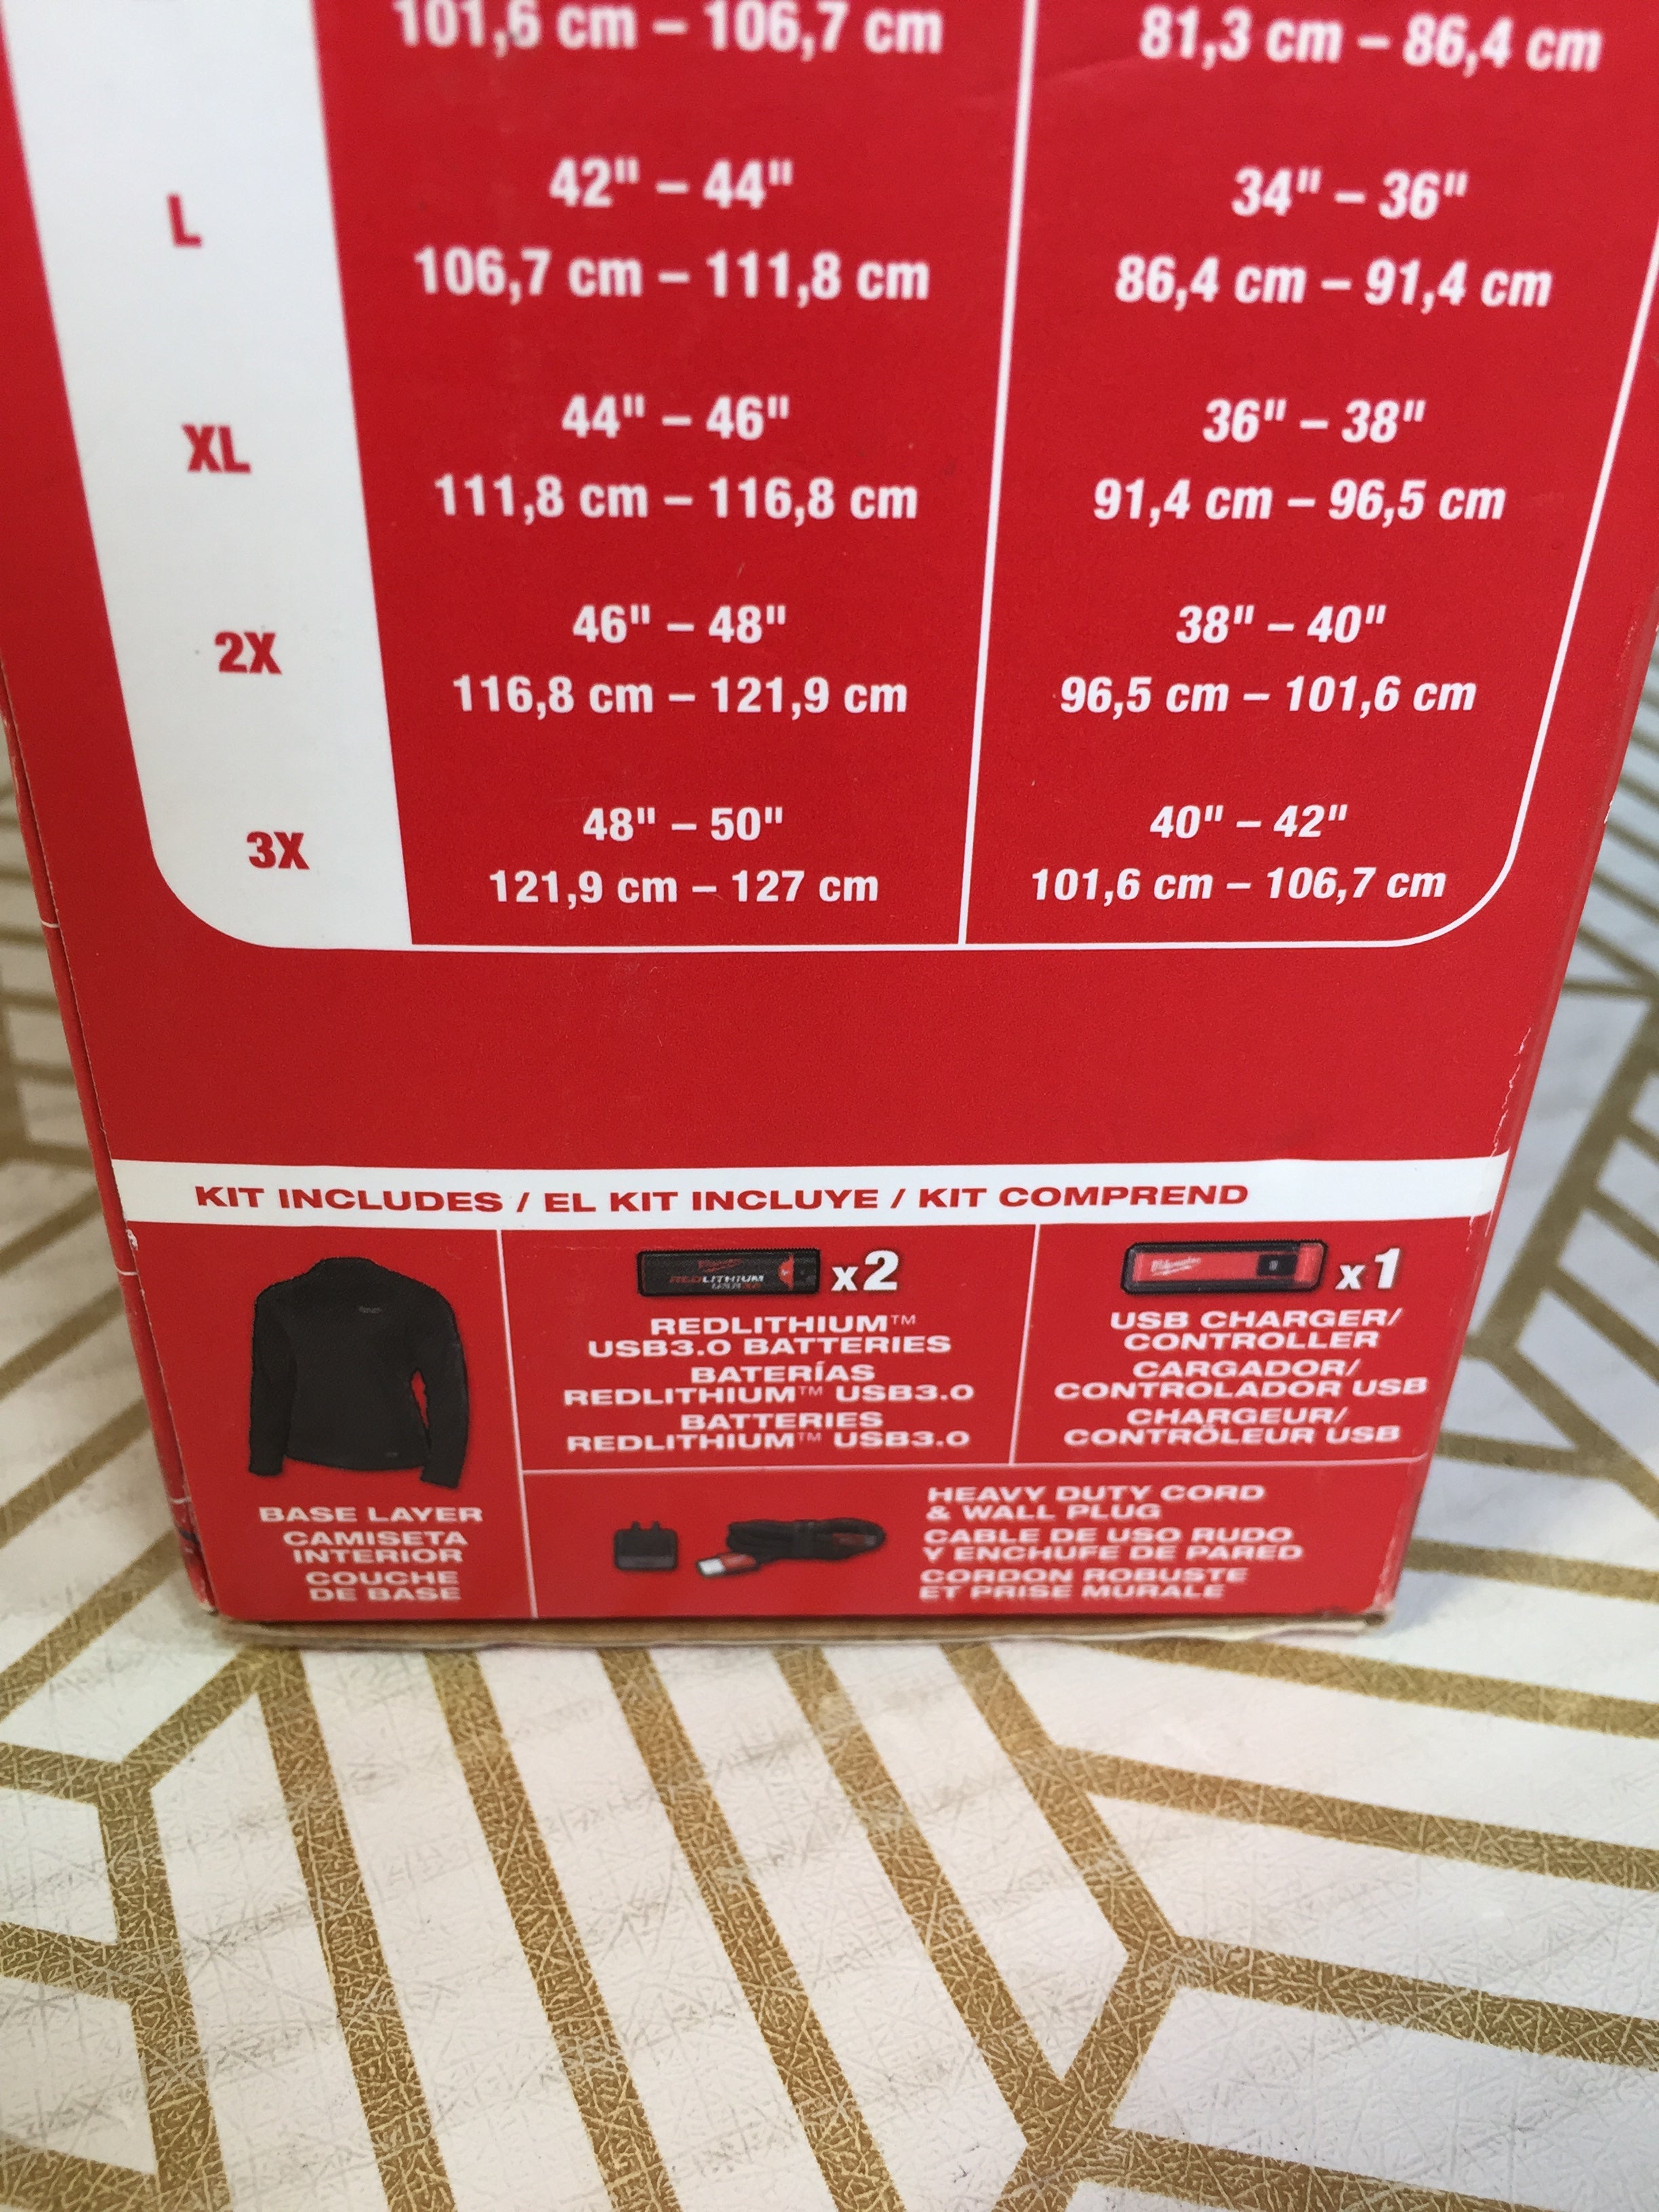 101,6 cm – 106,7 cm
81,3 cm – 86,4 cm
L
42" – 44"
106,7 cm – 111,8 cm
34" – 36"
86,4 cm – 91,4 cm
XL
44" – 46"
111,8 cm – 116,8 cm
36" – 38"
91,4 cm – 96,5 cm
2X
46" – 48"
116,8 cm – 121,9 cm
38" – 40"
96,5 cm – 101,6 cm
3X
48" – 50"
121,9 cm – 127 cm
40" – 42"
101,6 cm – 106,7 cm
KIT INCLUDES / EL KIT INCLUYE / KIT COMPREND
BASE LAYER
CAMISETA
INTERIOR
COUCHE
DE BASE
Milwaukee
REDLITHIUM
USB 3.0
x2
REDLITHIUM™
USB3.0 BATTERIES
BATERÍAS
REDLITHIUM™ USB3.0
BATTERIES
REDLITHIUM™ USB3.0
Milwaukee
x1
USB CHARGER/
CONTROLLER
CARGADOR/
CONTROLADOR USB
CHARGEUR/
CONTRÔLEUR USB
HEAVY DUTY CORD
& WALL PLUG
CABLE DE USO RUDO
Y ENCHUFE DE PARED
CORDON ROBUSTE
ET PRISE MURALE